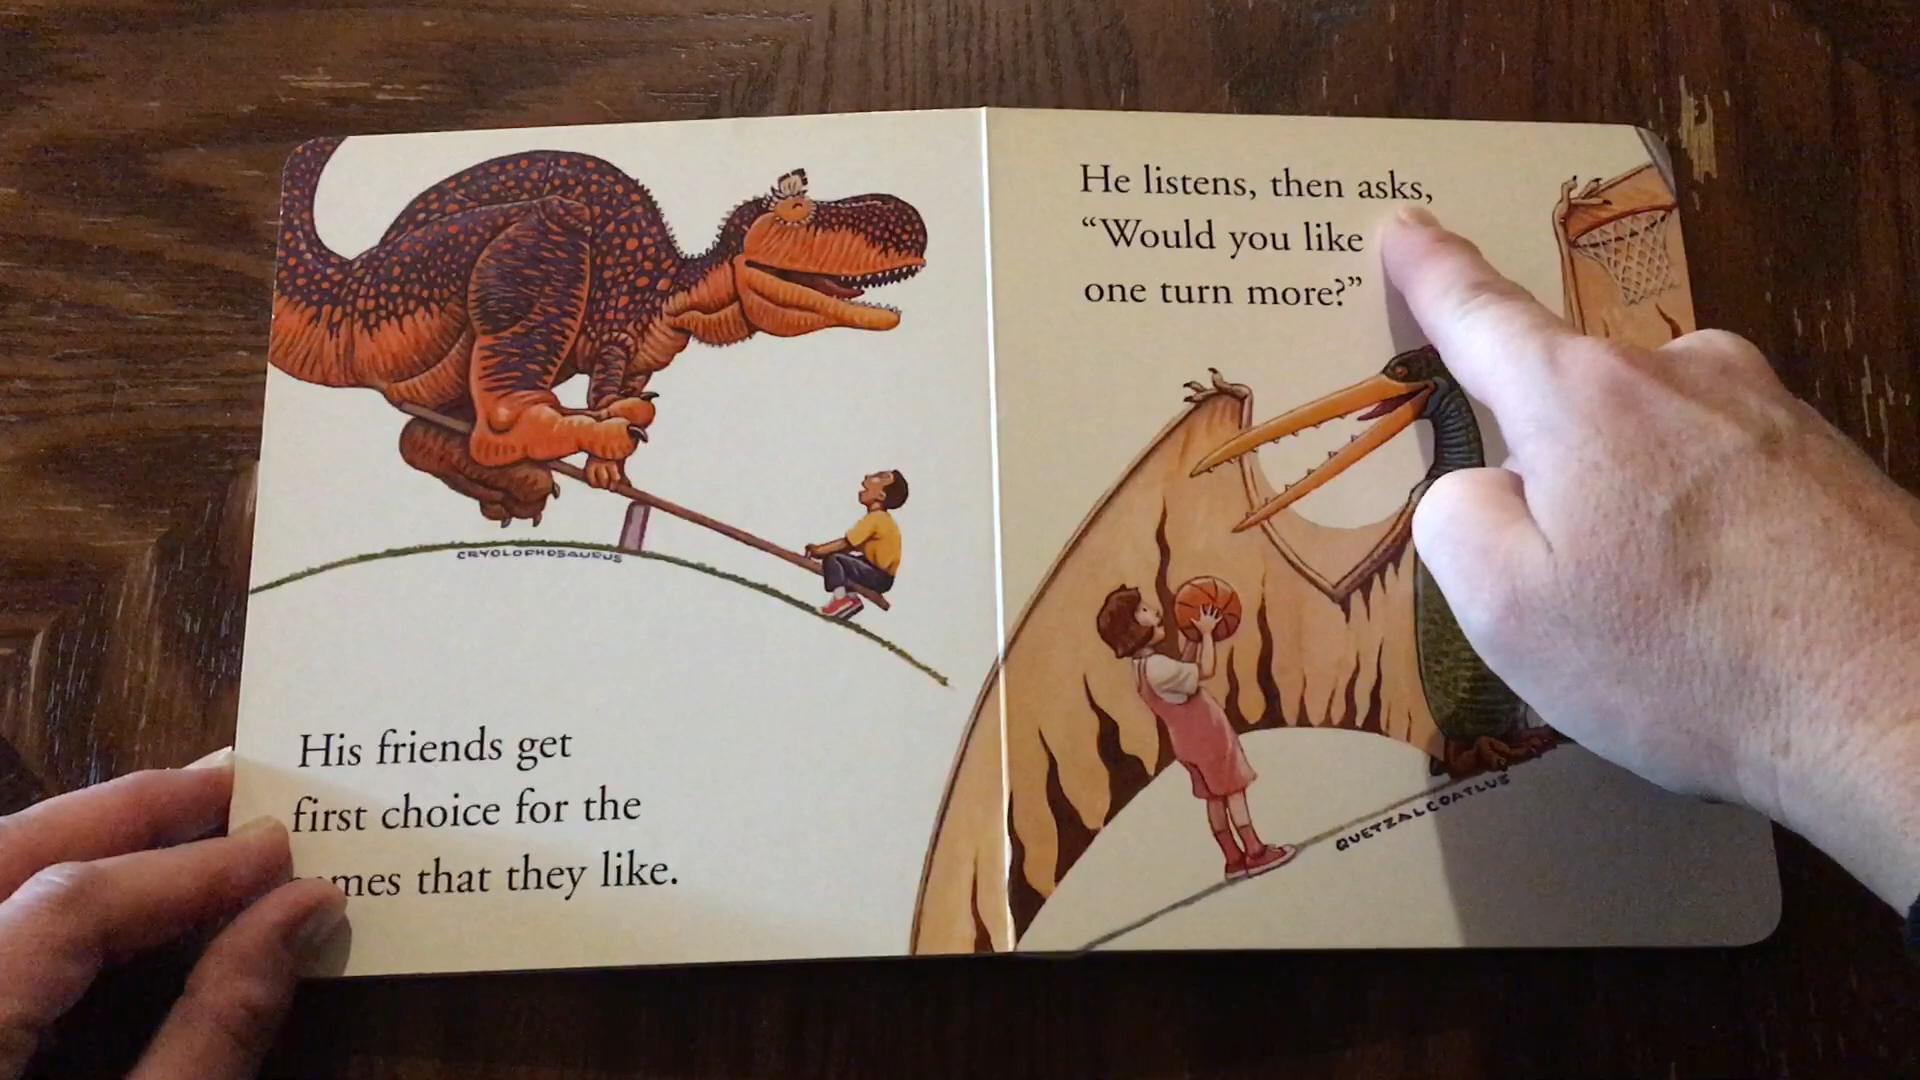 CRYOLOPHOSAURUS
His friends get
first choice for the
that they like.
He listens, then asks,
“Would you like
one turn more?”
QUETZALCOATLUS